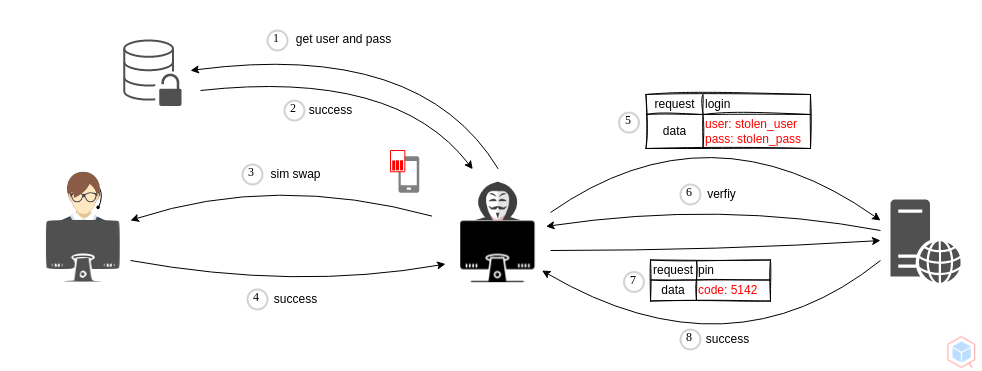 1 get user and pass
2 success
3 sim swap
4 success
5
request login
data user: stolen_user
pass: stolen_pass
6 verfiy
7
request pin
data code: 5142
8 success